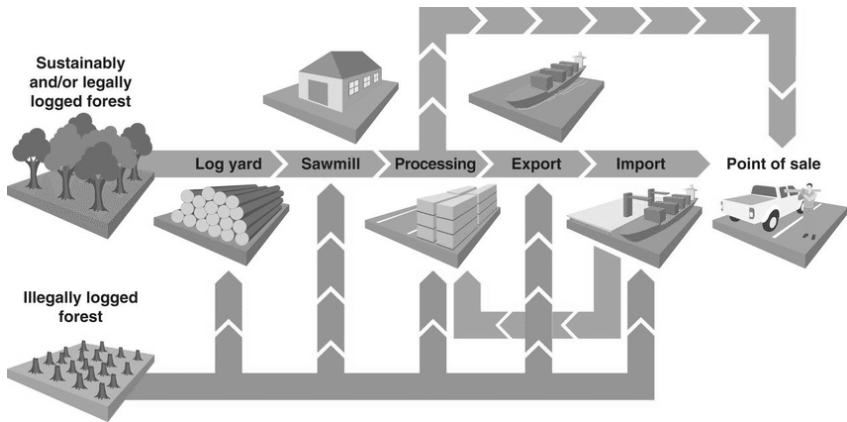 Sustainably
and/or legally
logged forest
Log yard
Sawmill
Processing
Export
Import
Point of sale
Illegally logged
forest